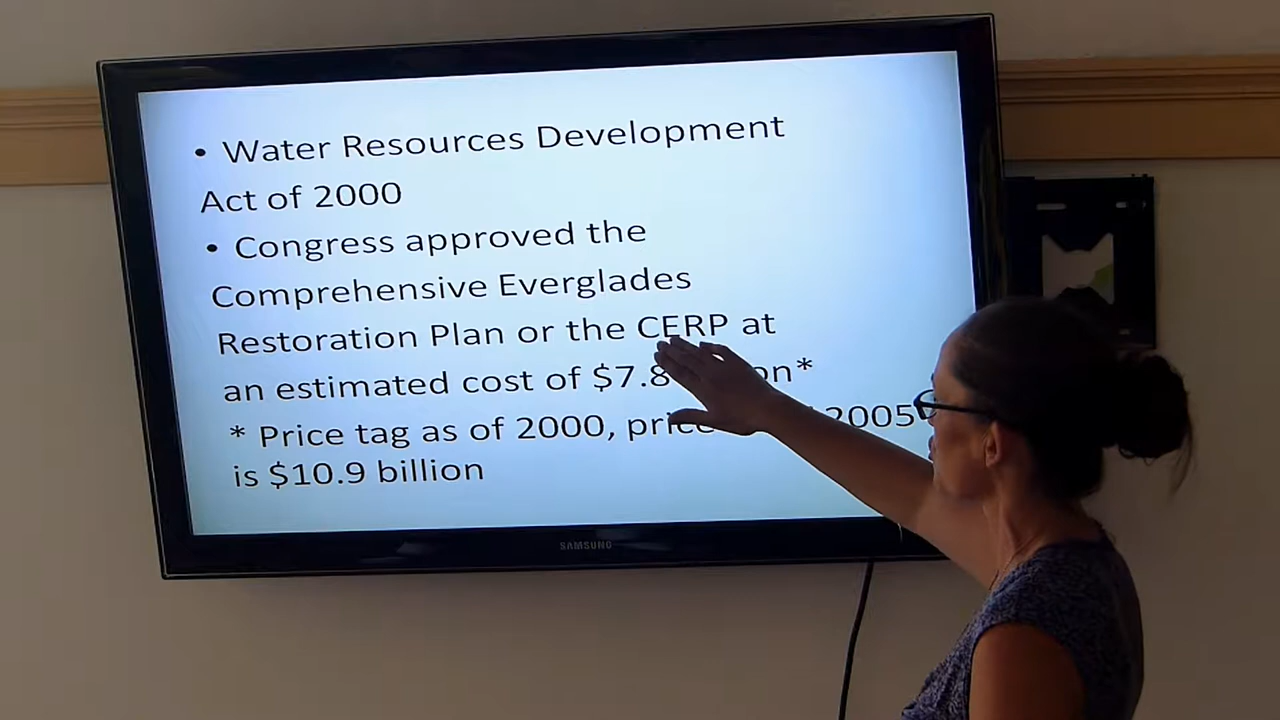 • Water Resources Development
Act of 2000
• Congress approved the
Comprehensive Everglades
Restoration Plan or the CERP at
an estimated cost of $7.8
* Price tag as of 2000, 2005
is $10.9 billion
SAMSUNG